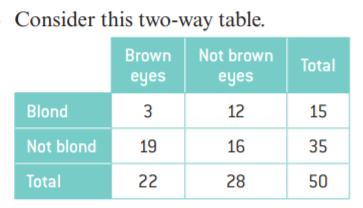 Consider this two-way table.
Brown eyes Not brown eyes Total
Blond 3 12 15
Not blond 19 16 35
Total 22 28 50